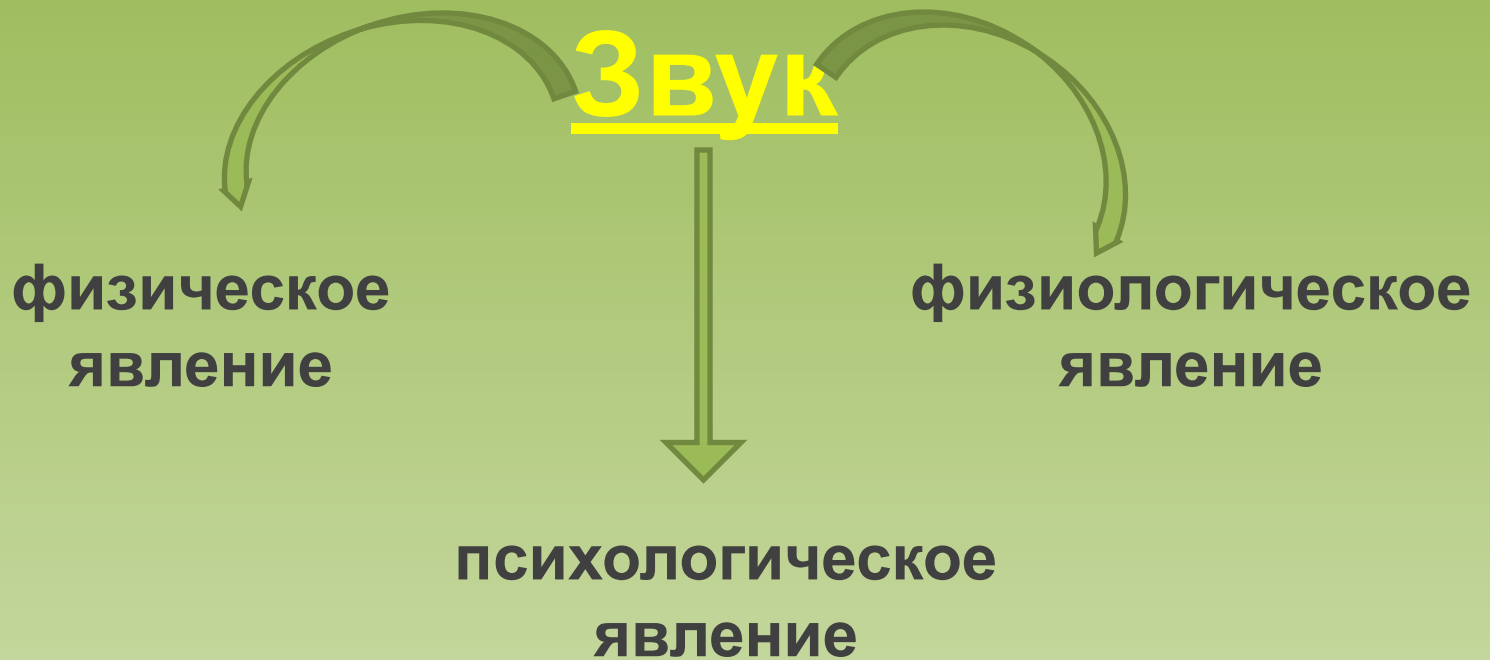 Звук
физическое
явление
физиологическое
явление
психологическое
явление